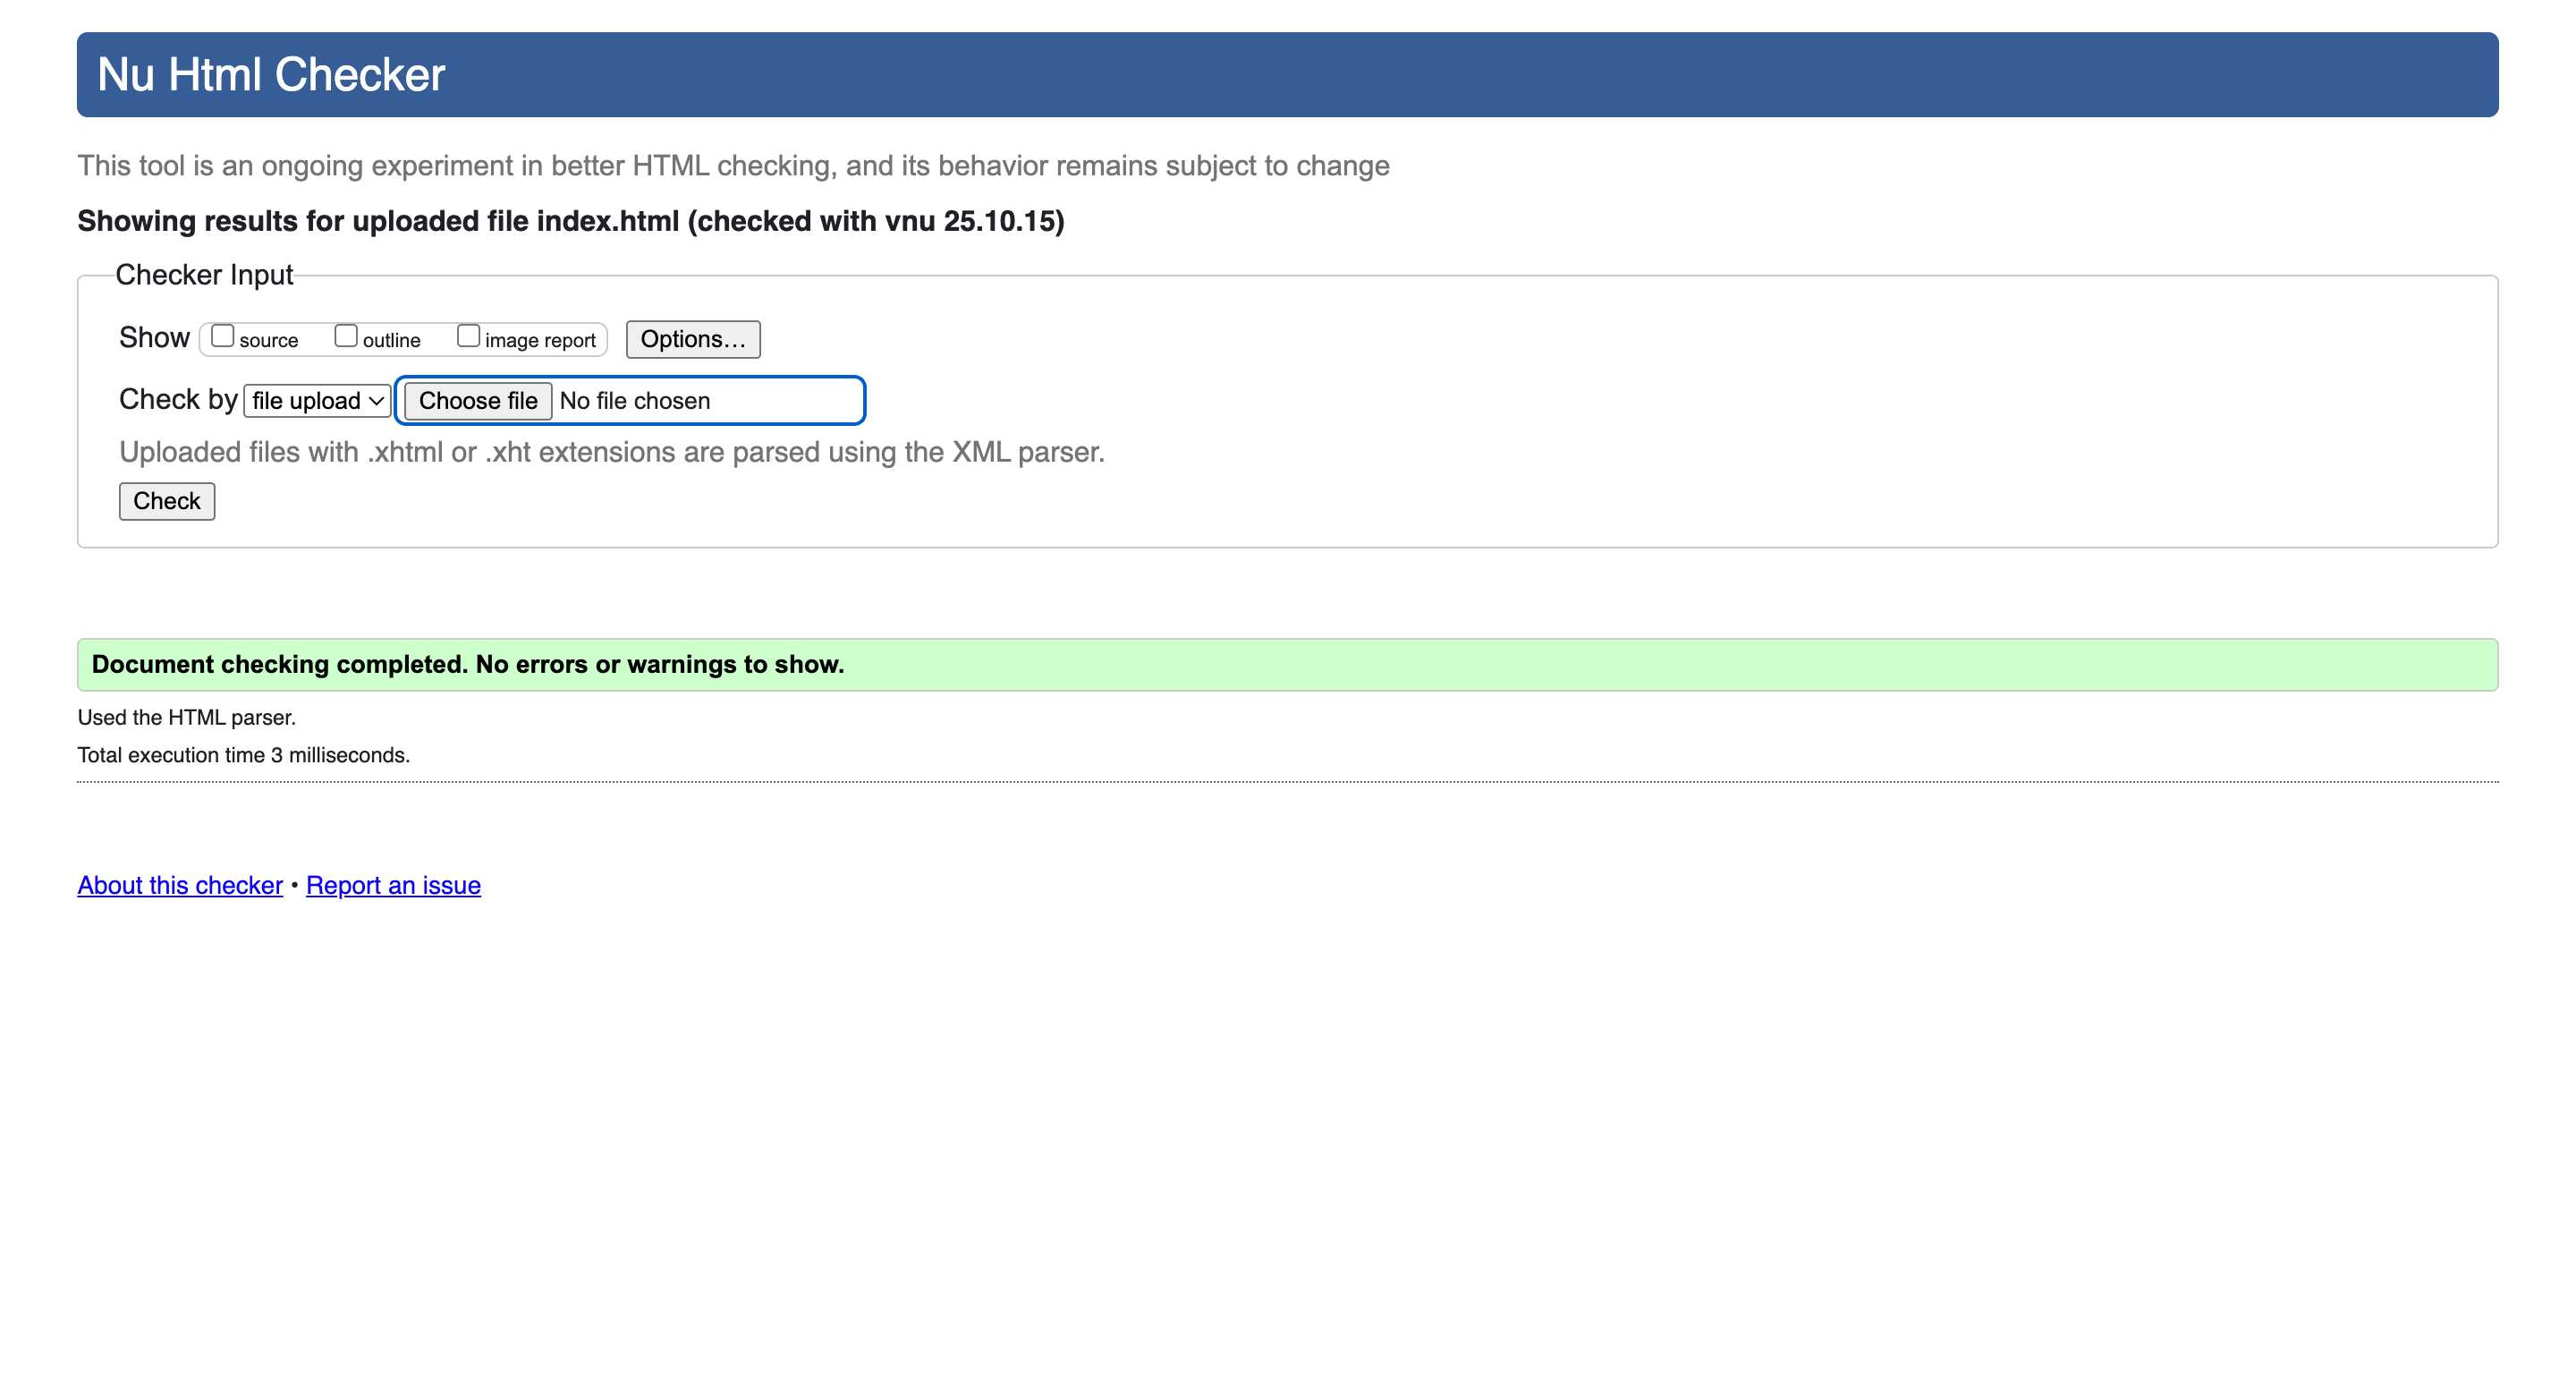 Nu Html Checker
This tool is an ongoing experiment in better HTML checking, and its behavior remains subject to change
Showing results for uploaded file index.html (checked with vnu 25.10.15)
Checker Input
Show source outline image report Options…
Check by file upload Choose file No file chosen
Uploaded files with .xhtml or .xht extensions are parsed using the XML parser.
Check
Document checking completed. No errors or warnings to show.
Used the HTML parser.
Total execution time 3 milliseconds.
About this checker • Report an issue